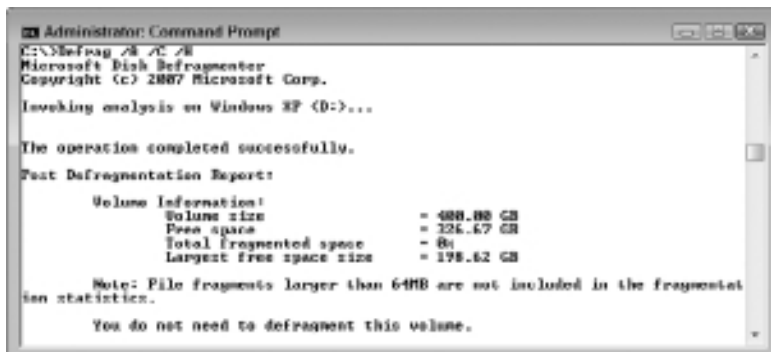 Administrator: Command Prompt
C:\>Defrag /A /C /H
Microsoft Disk Defragmenter
Copyright (c) 2007 Microsoft Corp.
Invoking analysis on Windows XP (D:)...
The operation completed successfully.
Post Defragmentation Report:
Volume Information:
Volume size = 400.00 GB
Free space = 326.67 GB
Total fragmented space = 0%
Largest free space size = 198.62 GB
Note: File fragments larger than 64MB are not included in the fragmentat
ion statistics.
You do not need to defragment this volume.